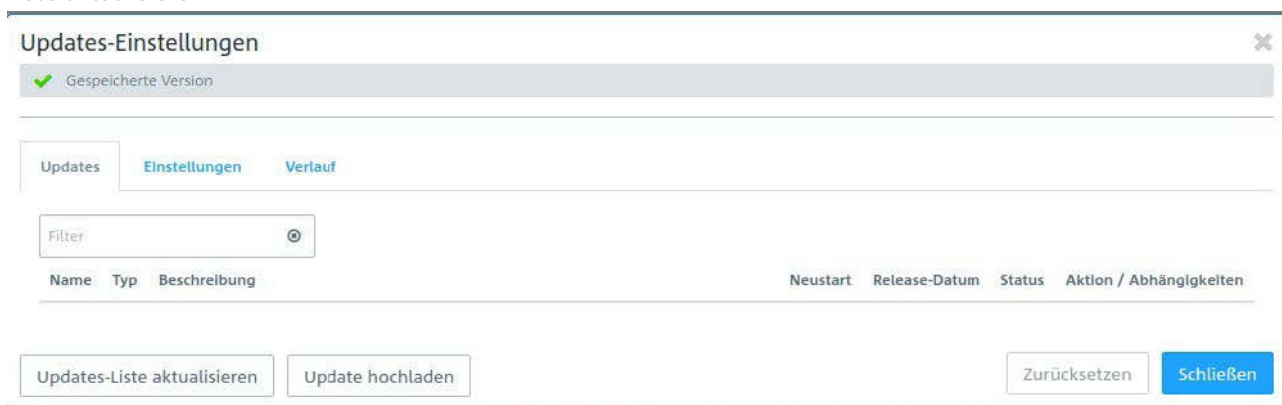 Updates-Einstellungen
Gespeicherte Version
Updates Einstellungen Verlauf
Filter
Name Typ Beschreibung Neustart Release-Datum Status Aktion / Abhängigkeiten
Updates-Liste aktualisieren Update hochladen Zurücksetzen Schließen